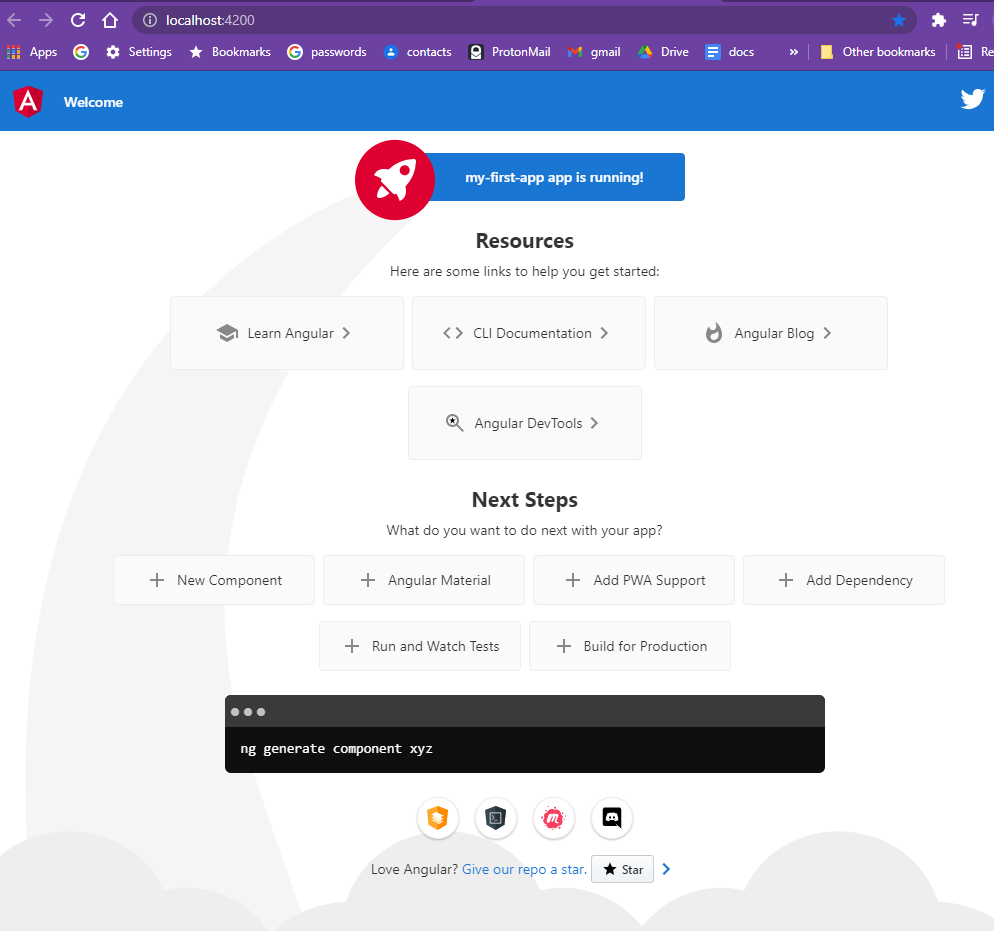 localhost:4200
Apps Settings Bookmarks passwords contacts ProtonMail gmail Drive docs » Other bookmarks Re
Welcome
my-first-app app is running!
Resources
Here are some links to help you get started:
Learn Angular CLI Documentation Angular Blog
Angular DevTools
Next Steps
What do you want to do next with your app?
New Component Angular Material Add PWA Support Add Dependency
Run and Watch Tests Build for Production
ng generate component xyz
Love Angular? Give our repo a star. Star